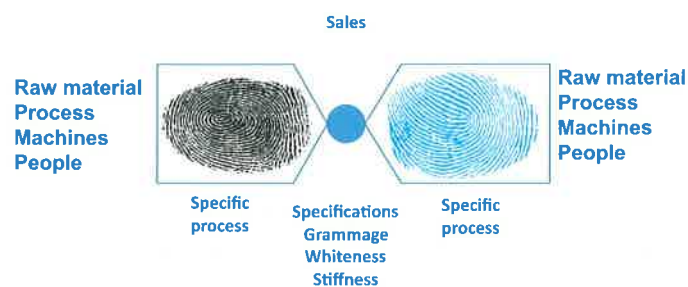 Sales
Raw material
Process
Machines
People
Raw material
Process
Machines
People
Specific
process
Specifications
Grammage
Whiteness
Stiffness
Specific
process